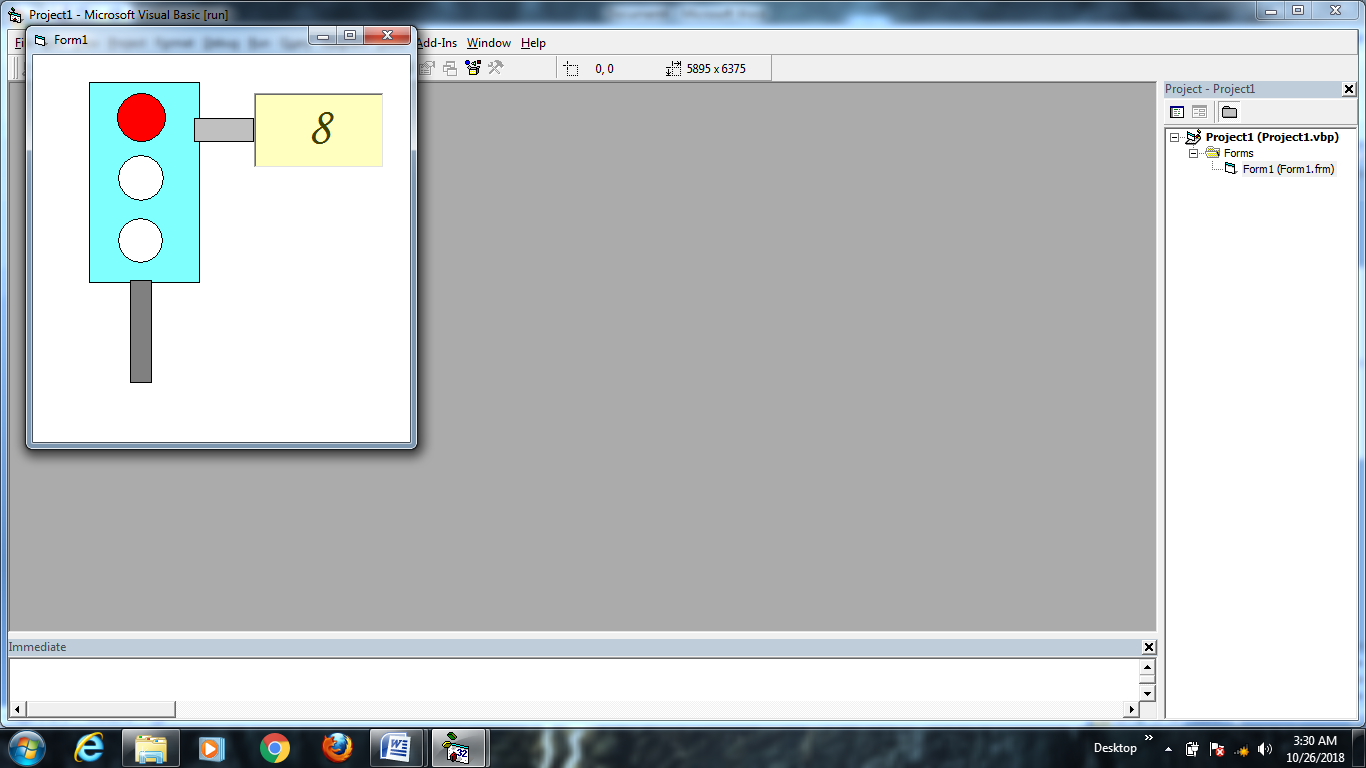 Project1 - Microsoft Visual Basic [run]
Form1
Add-Ins Window Help
0, 0 5895 x 6375
8
Project - Project1
Project1 (Project1.vbp)
Forms
Form1 (Form1.frm)
Immediate
Desktop
3:30 AM
10/26/2018